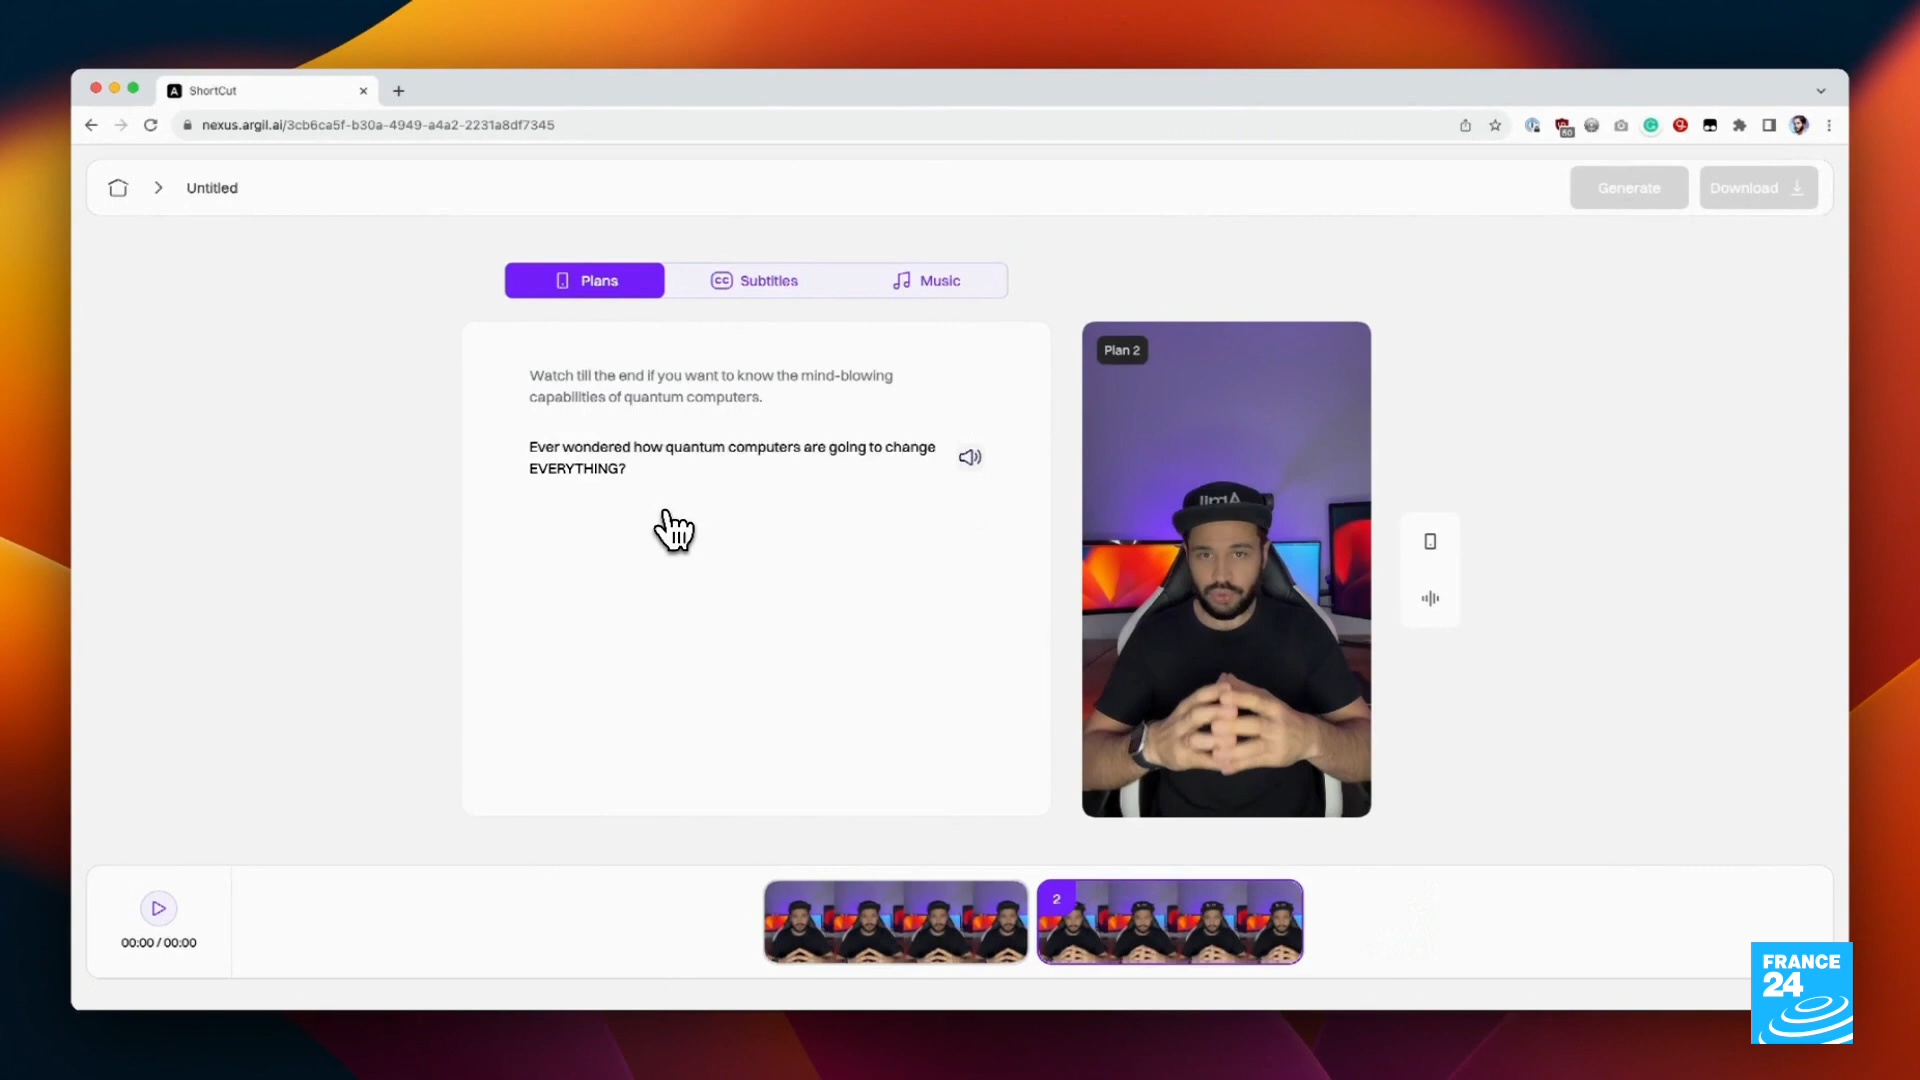 ShortCut
nexus.argil.ai/3cb6ca5f-b30a-4949-a4a2-2231a8df7345
60
Untitled
Generate
Download
Plans
CC
Subtitles
Music
Watch till the end if you want to know the mind-blowing
capabilities of quantum computers.
Ever wondered how quantum computers are going to change
EVERYTHING?
Plan 2
2
00:00 / 00:00
FRANCE
24